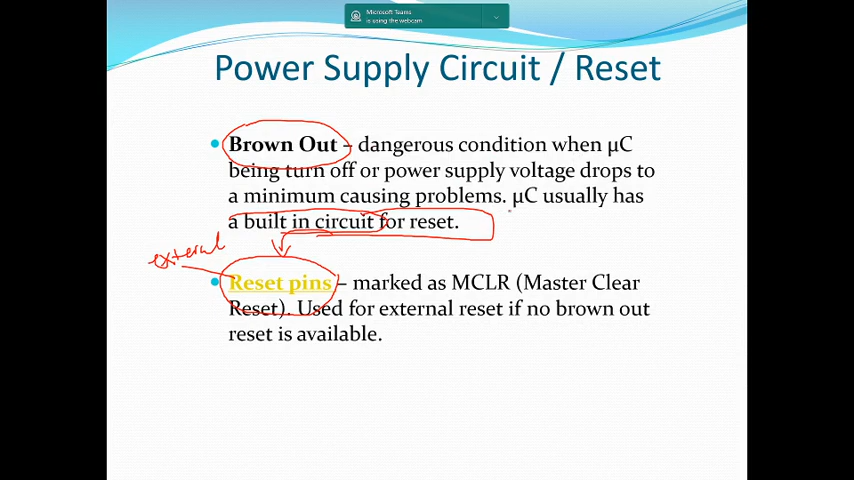 Microsoft Teams
is using the webcam
Power Supply Circuit / Reset
Brown Out – dangerous condition when µC
being turn off or power supply voltage drops to
a minimum causing problems. µC usually has
a built in circuit for reset.
exteral
Reset pins – marked as MCLR (Master Clear
Reset). Used for external reset if no brown out
reset is available.